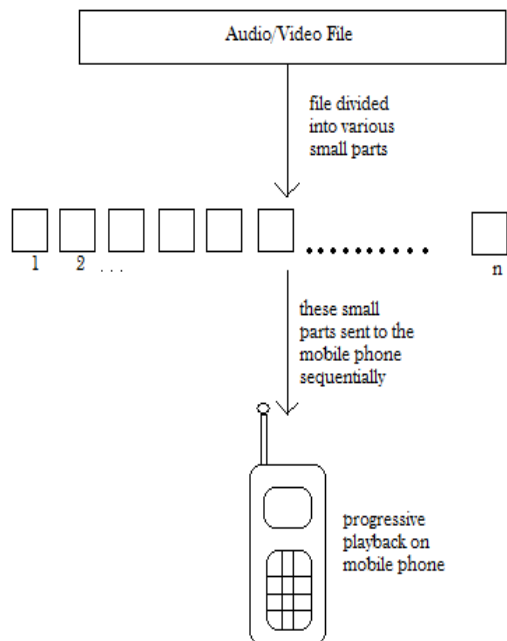 Audio/Video File
file divided
into various
small parts
1 2 . . . n
these small
parts sent to the
mobile phone
sequentially
progressive
playback on
mobile phone